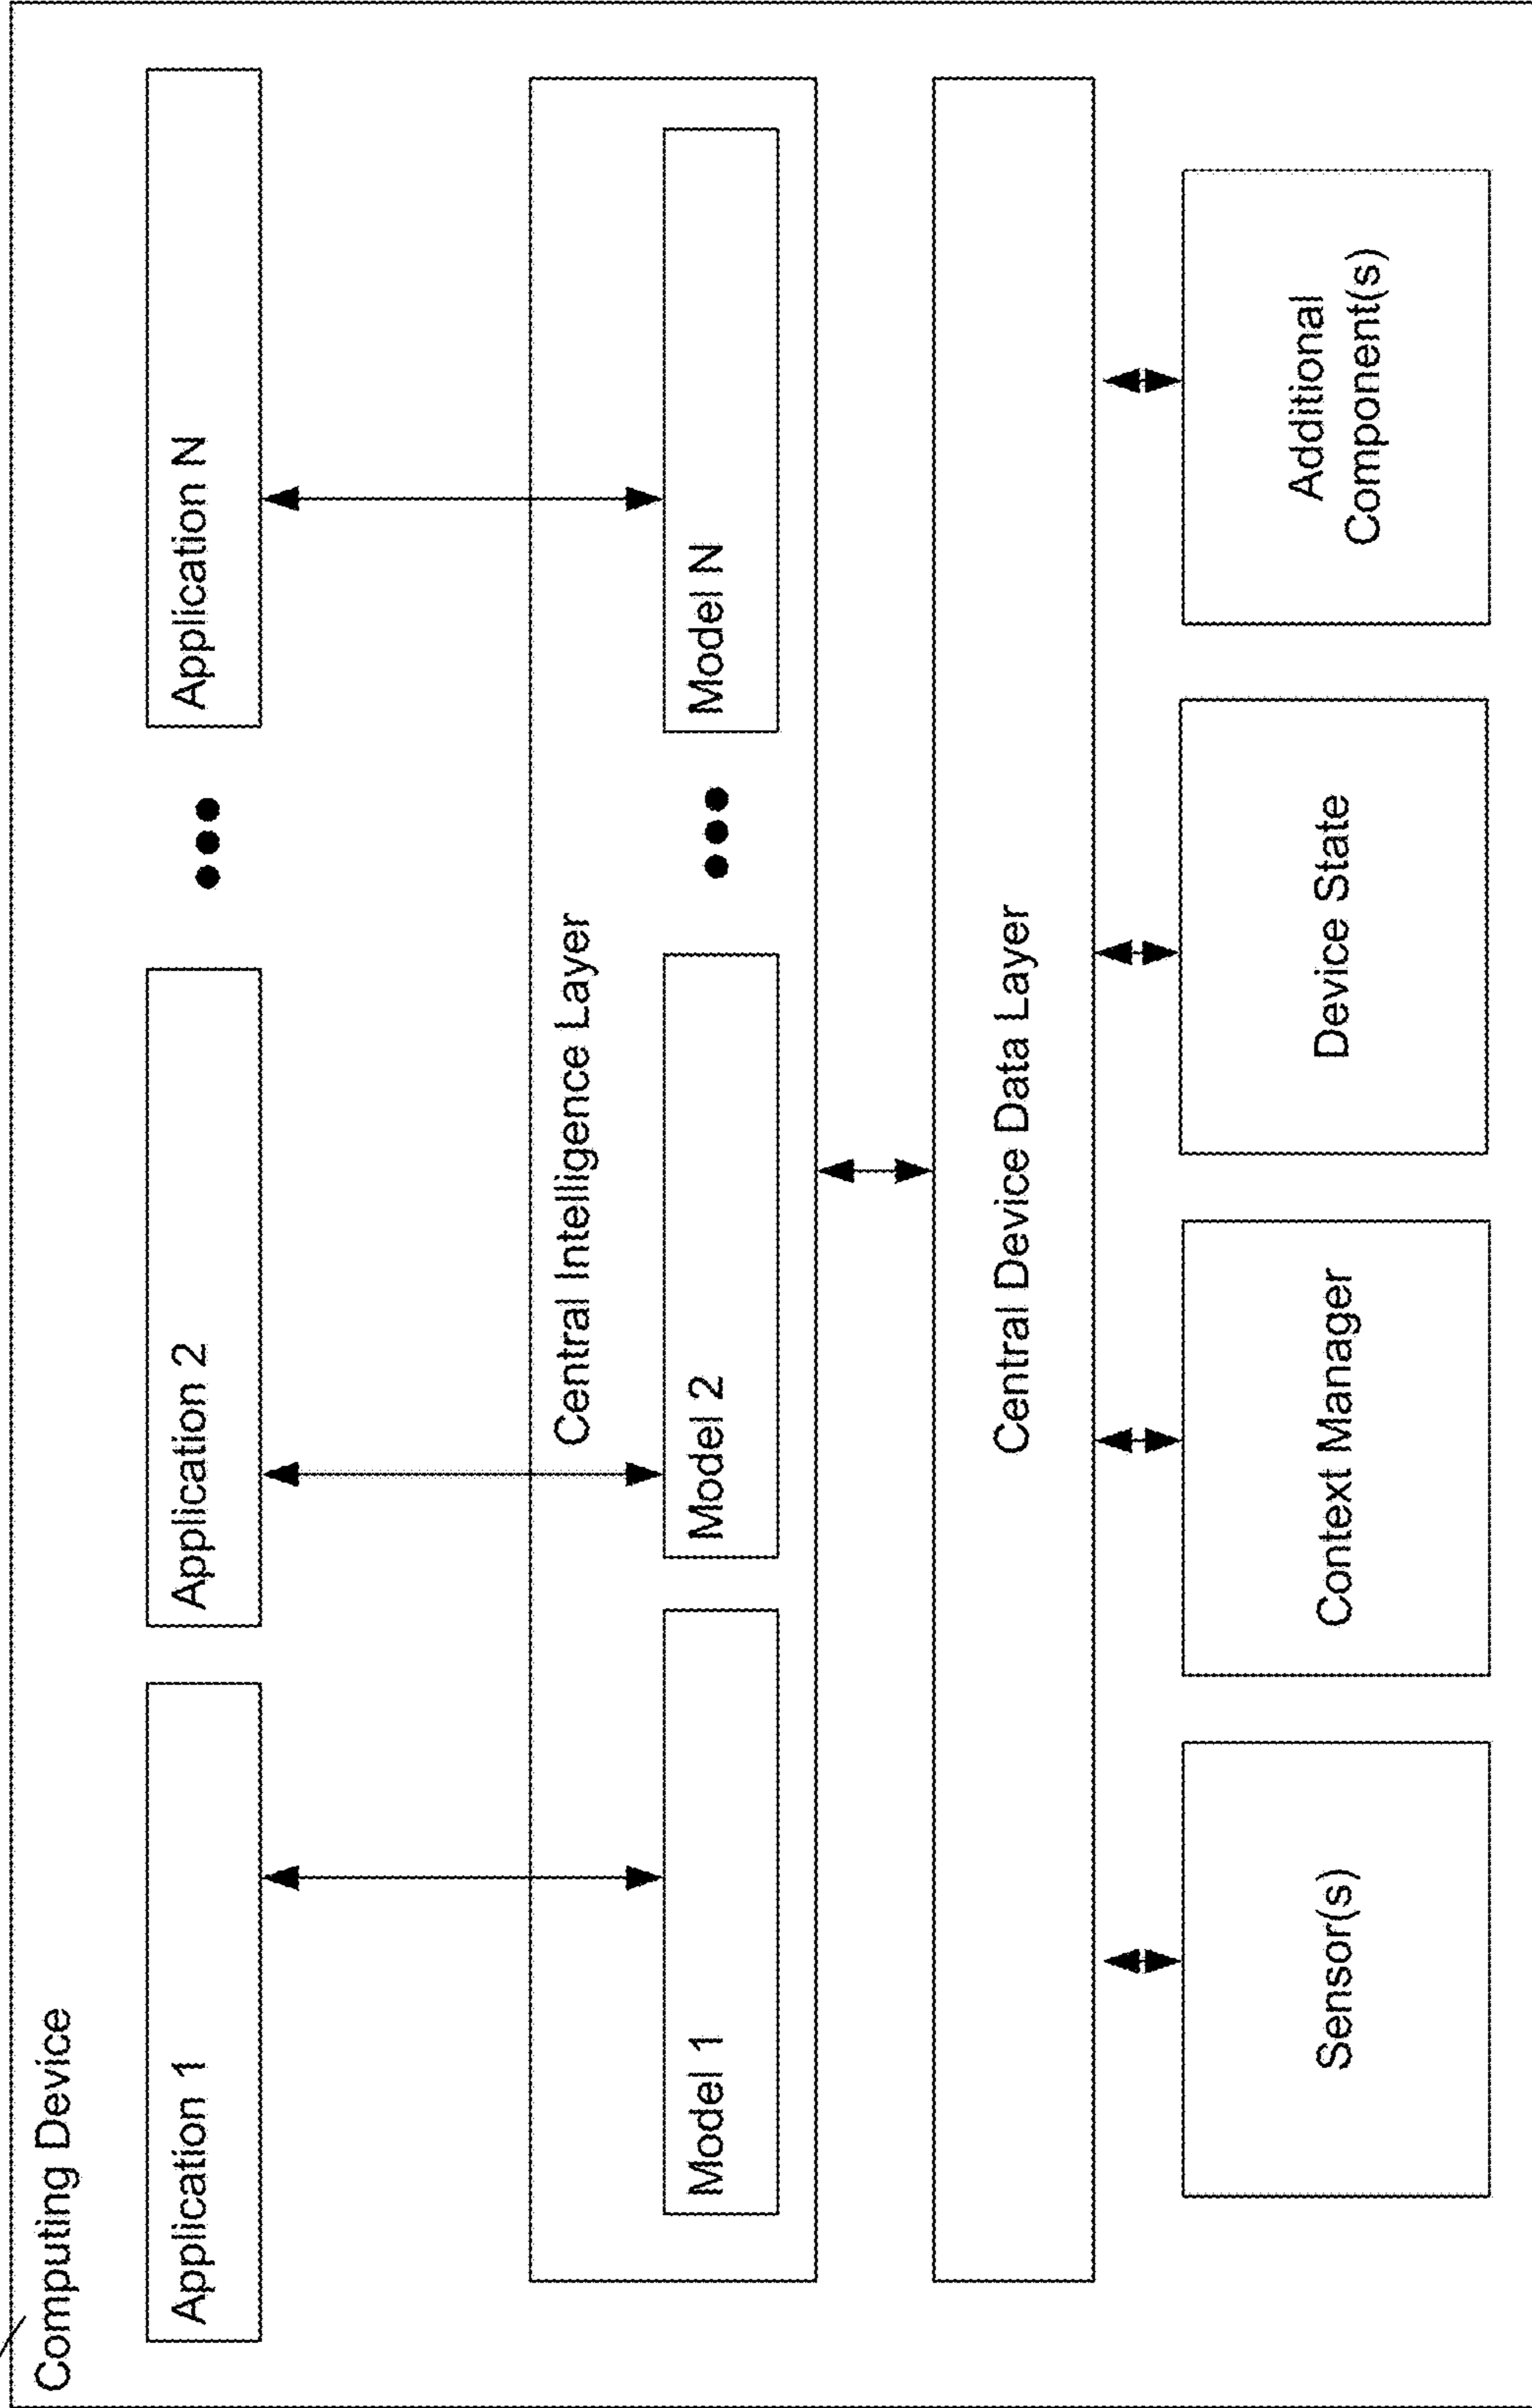 Computing Device
Application 1
Application 2
Application N
Central Intelligence Layer
Model 1
Model 2
Model N
Central Device Data Layer
Sensor(s)
Context Manager
Device State
Additional
Component(s)